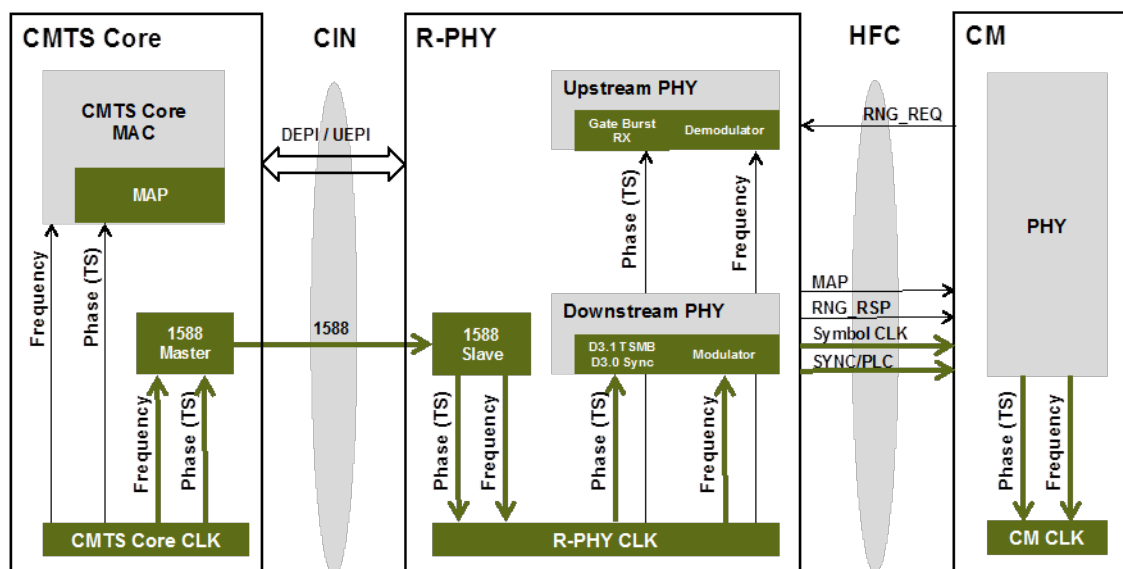 CMTS Core
CIN
R-PHY
HFC
CM
CMTS Core
MAC
MAP
DEPI / UEPI
Upstream PHY
Gate Burst
RX
Demodulator
RNG_REQ
PHY
Frequency
Phase (TS)
Phase (TS)
Frequency
MAP
RNG_RSP
Symbol CLK
SYNC/PLC
1588
Master
1588
1588
Slave
Downstream PHY
D3.1 TSMB
D3.0 Sync
Modulator
Frequency
Phase (TS)
Phase (TS)
Frequency
Phase (TS)
Frequency
Phase (TS)
Frequency
CMTS Core CLK
R-PHY CLK
CM CLK